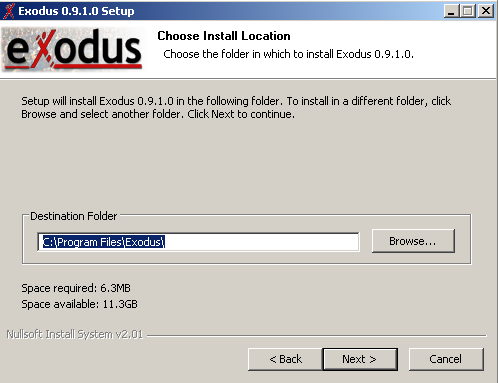 Exodus 0.9.1.0 Setup
exodus
Choose Install Location
Choose the folder in which to install Exodus 0.9.1.0.
Setup will install Exodus 0.9.1.0 in the following folder. To install in a different folder, click
Browse and select another folder. Click Next to continue.
Destination Folder
C:\Program Files\Exodus\
Browse...
Space required: 6.3MB
Space available: 11.3GB
Nullsoft Install System v2.01
< Back
Next >
Cancel